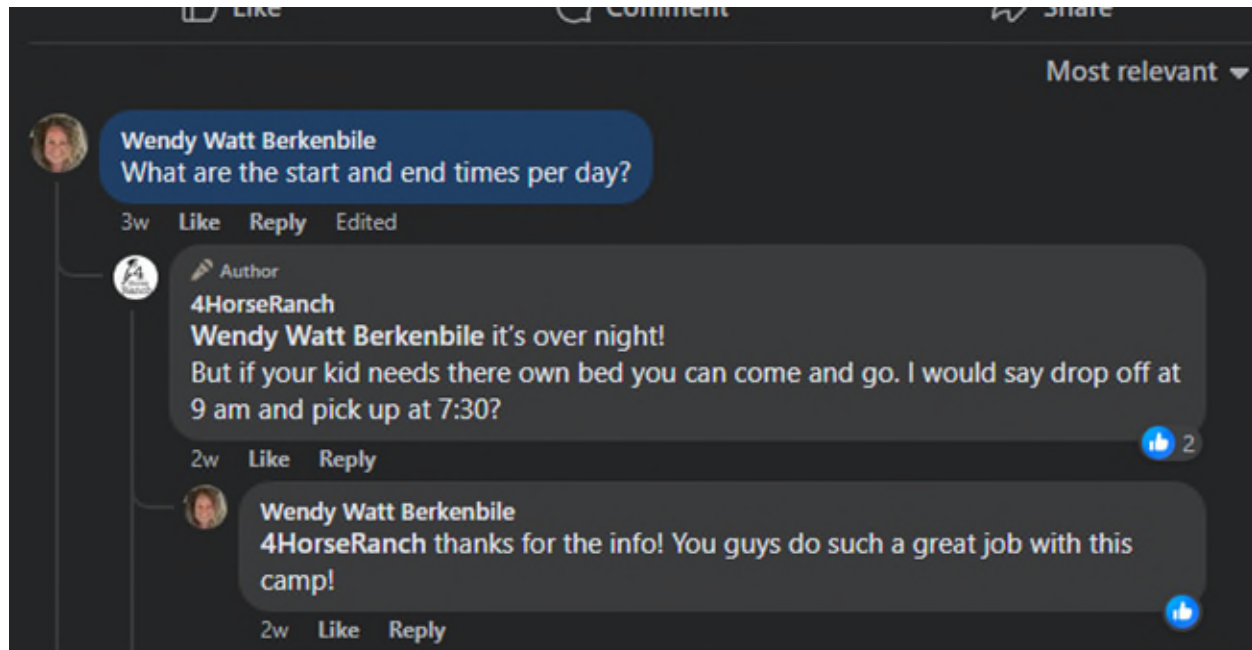 Like Comment Share
Most relevant
Wendy Watt Berkenbile
What are the start and end times per day?
3w Like Reply Edited
Author
4HorseRanch
Wendy Watt Berkenbile it's over night!
But if your kid needs there own bed you can come and go. I would say drop off at
9 am and pick up at 7:30?
2
2w Like Reply
Wendy Watt Berkenbile
4HorseRanch thanks for the info! You guys do such a great job with this
camp!
2w Like Reply